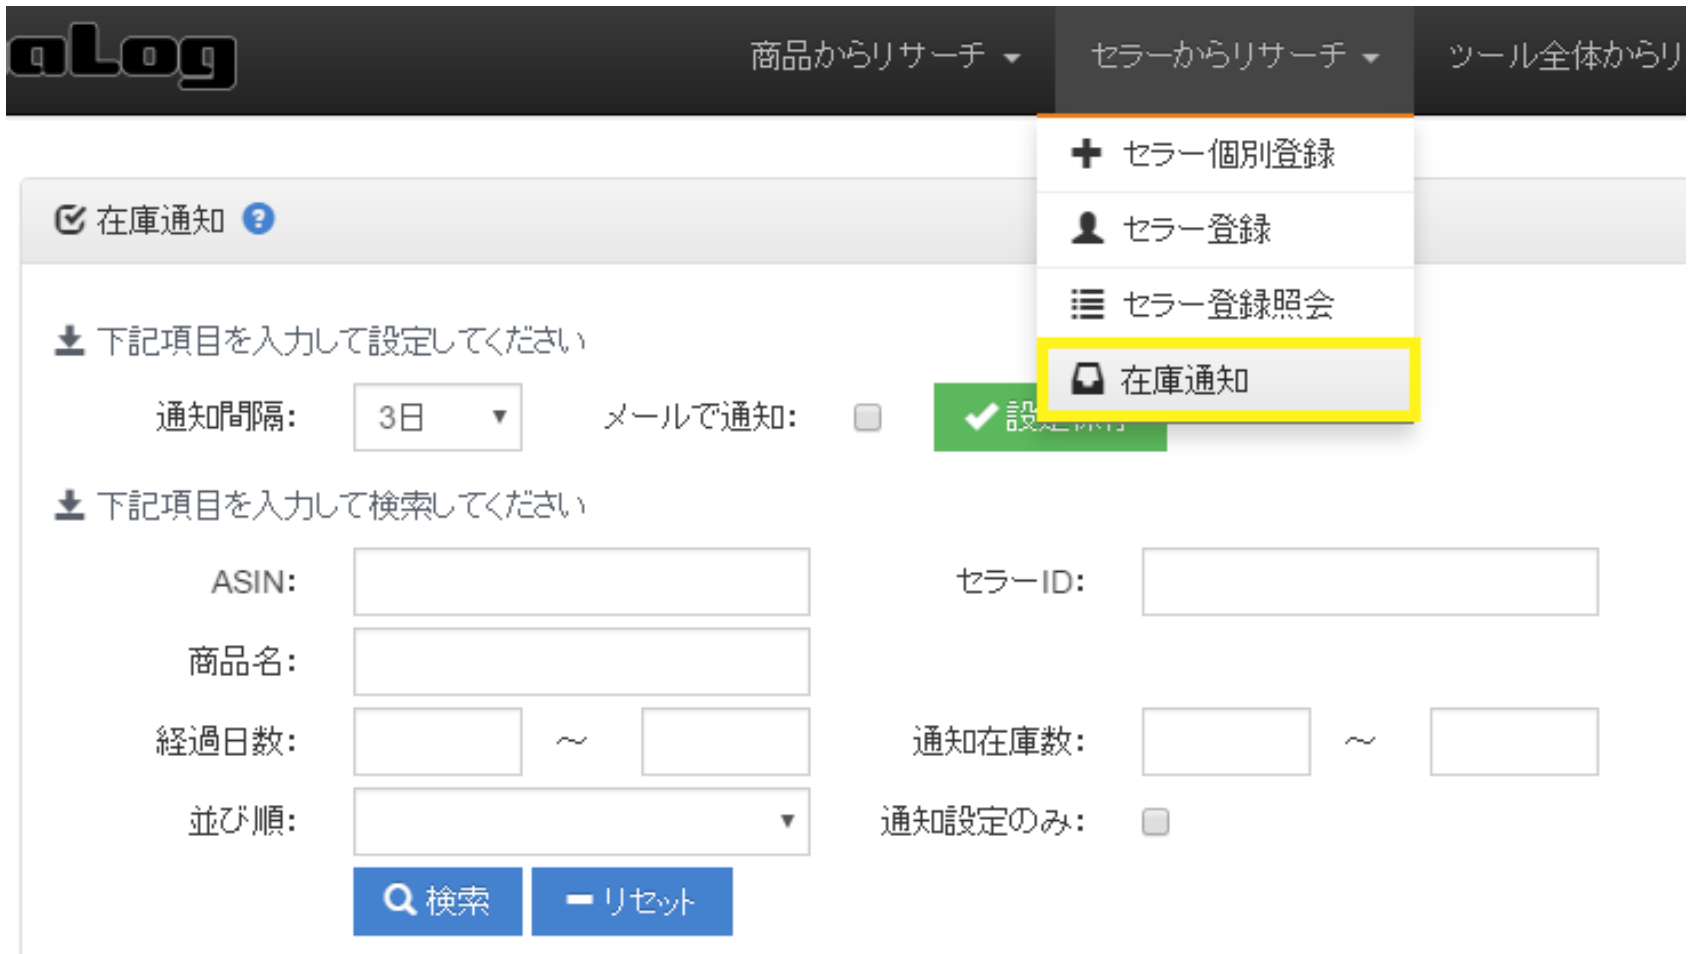 aLog
商品からリサーチ
セラーからリサーチ
ツール全体からリ
セラー個別登録
セラー登録
セラー登録照会
在庫通知
在庫通知 ?
下記項目を入力して設定してください
通知間隔: 3日 メールで通知: 設定保存
下記項目を入力して検索してください
ASIN: セラーID:
商品名:
経過日数: ～ 通知在庫数: ～
並び順: 通知設定のみ:
検索 リセット